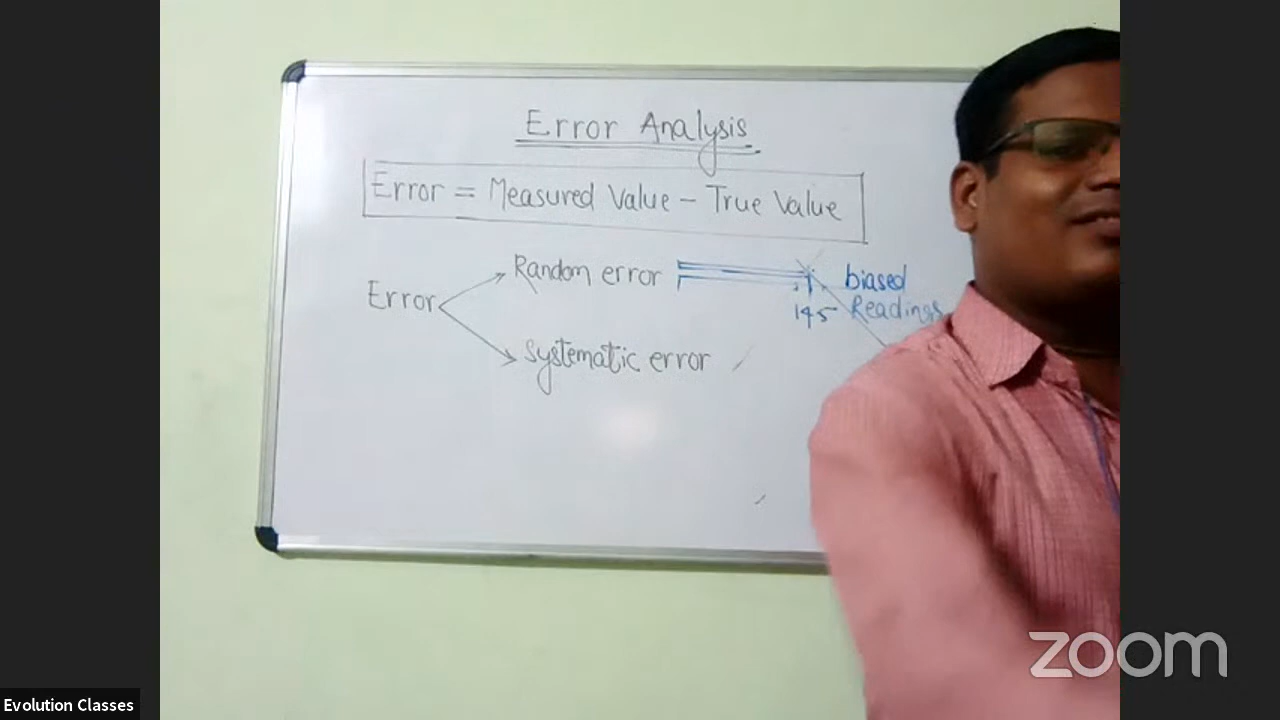 Error Analysis
Error = Measured Value - True Value
Random error
biased
Error
145
Readings
Systematic error
zoom
Evolution Classes